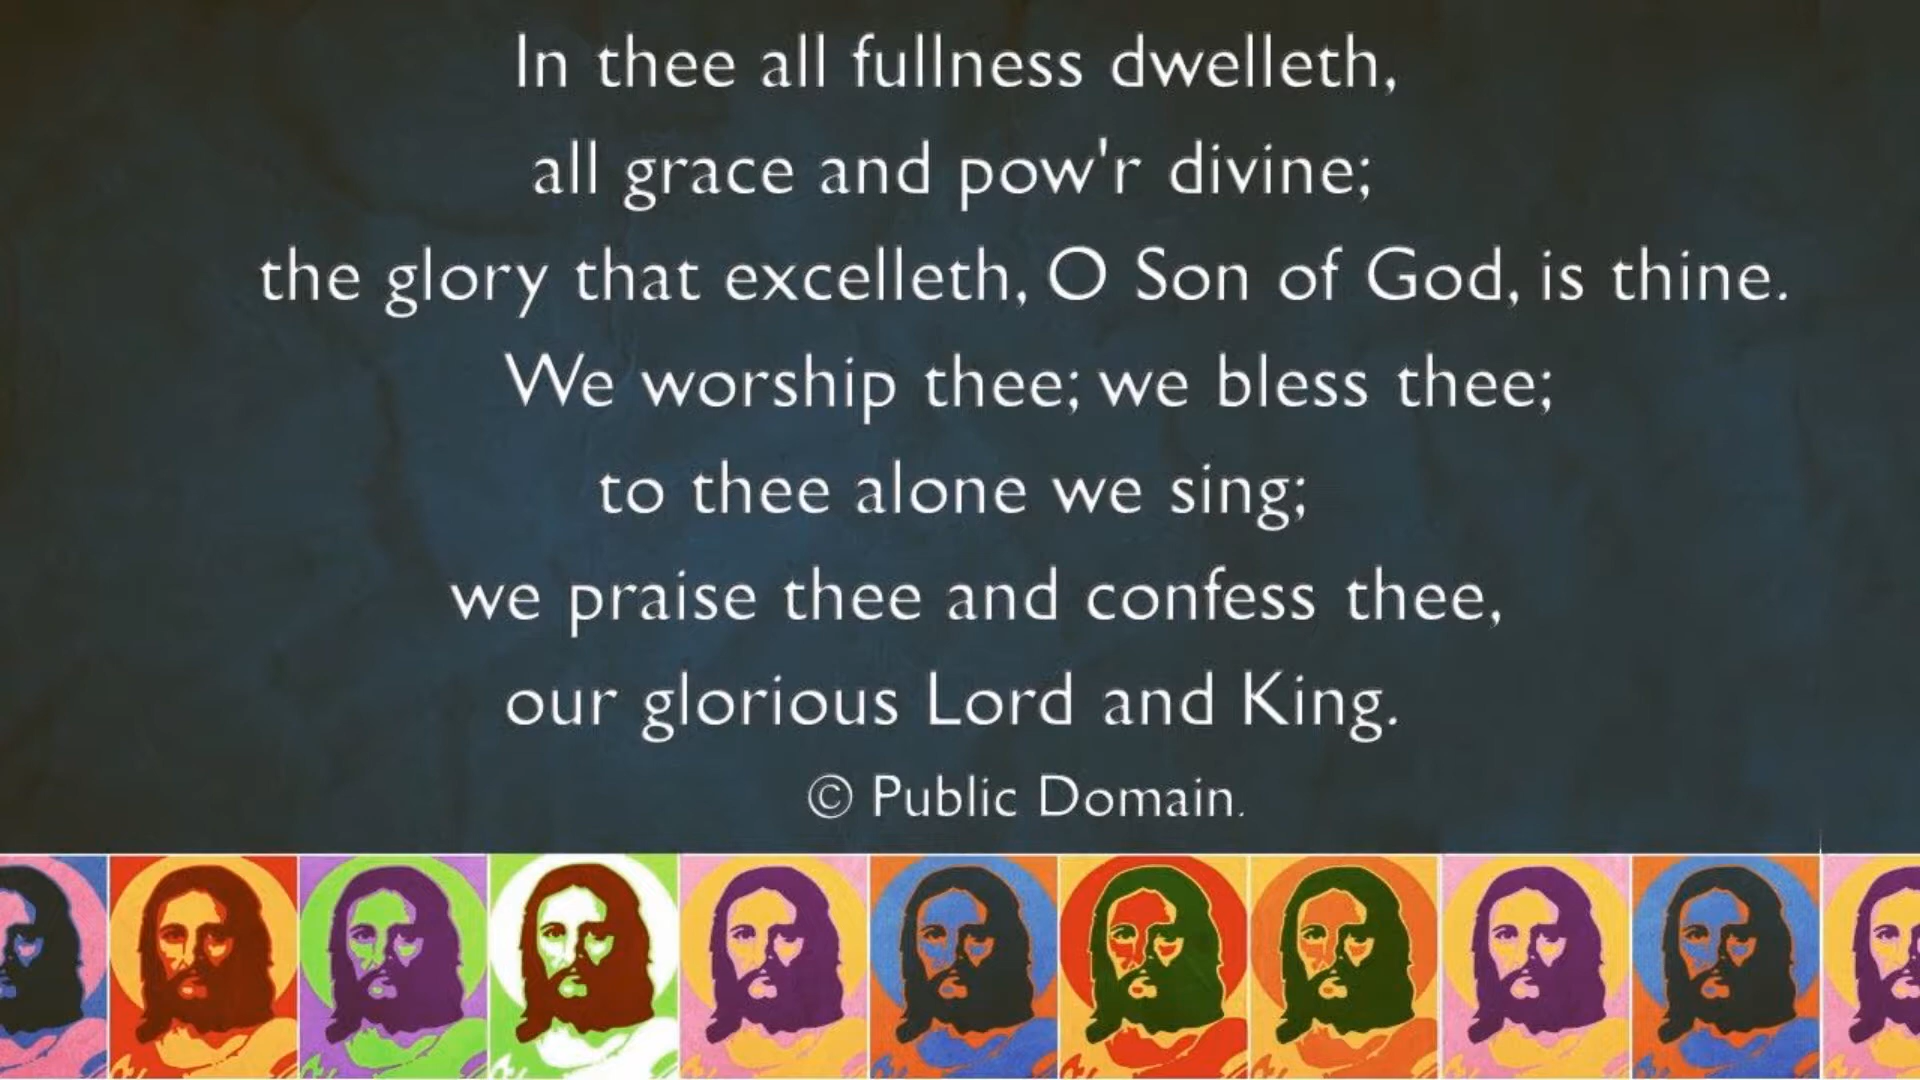 In thee all fullness dwelleth,
all grace and pow'r divine;
the glory that excelleth, O Son of God, is thine.
We worship thee; we bless thee;
to thee alone we sing;
we praise thee and confess thee,
our glorious Lord and King.
© Public Domain.